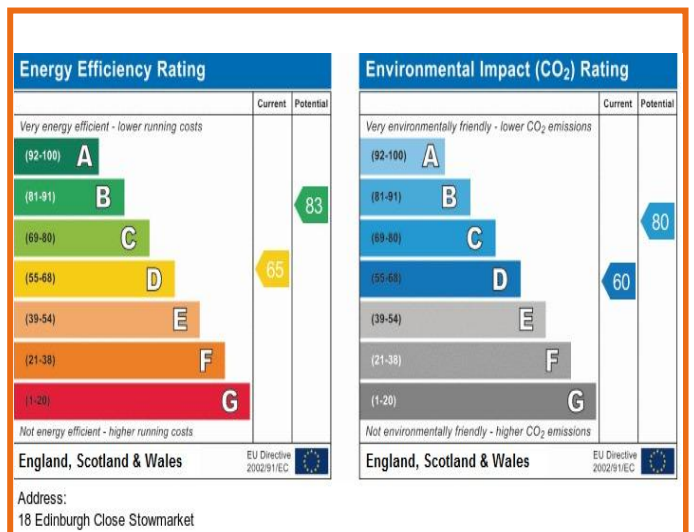 Energy Efficiency Rating
Current Potential
Very energy efficient - lower running costs
(92-100) A
(81-91) B
83
(69-80) C
(55-68) D
65
(39-54) E
(21-38) F
(1-20) G
Not energy efficient - higher running costs
England, Scotland & Wales
EU Directive
2002/91/EC
Environmental Impact (CO2) Rating
Current Potential
Very environmentally friendly - lower CO2 emissions
(92-100) A
(81-91) B
80
(69-80) C
(55-68) D
60
(39-54) E
(21-38) F
(1-20) G
Not environmentally friendly - higher CO2 emissions
England, Scotland & Wales
EU Directive
2002/91/EC
Address:
18 Edinburgh Close Stowmarket